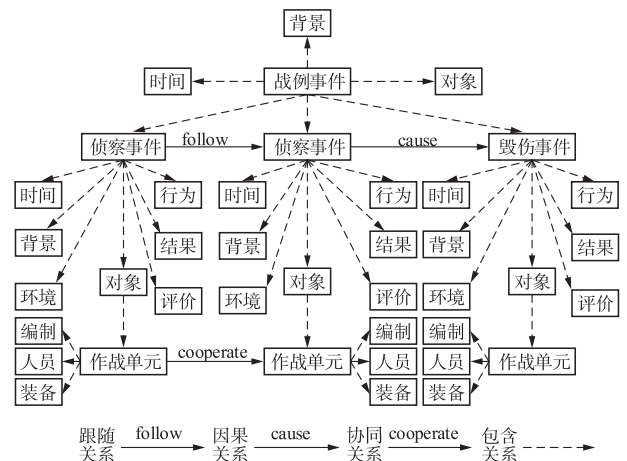 背景
时间
战例事件
对象
侦察事件
follow
侦察事件
cause
毁伤事件
时间
行为
时间
行为
时间
行为
背景
结果
背景
结果
背景
结果
环境
对象
评价
环境
对象
评价
环境
对象
评价
编制
编制
编制
人员
作战单元
cooperate
作战单元
人员
人员
作战单元
装备
装备
装备
跟随
关系
follow
因果
关系
cause
协同
关系
cooperate
包含
关系